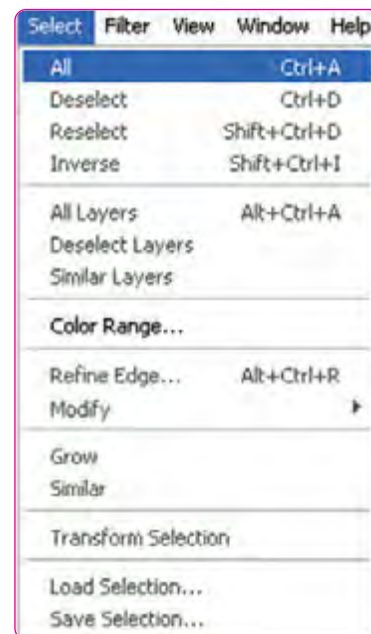 Select Filter View Window Help
All Ctrl+A
Deselect Ctrl+D
Reselect Shift+Ctrl+D
Inverse Shift+Ctrl+I
All Layers Alt+Ctrl+A
Deselect Layers
Similar Layers
Color Range...
Refine Edge... Alt+Ctrl+R
Modify
Grow
Similar
Transform Selection
Load Selection...
Save Selection...